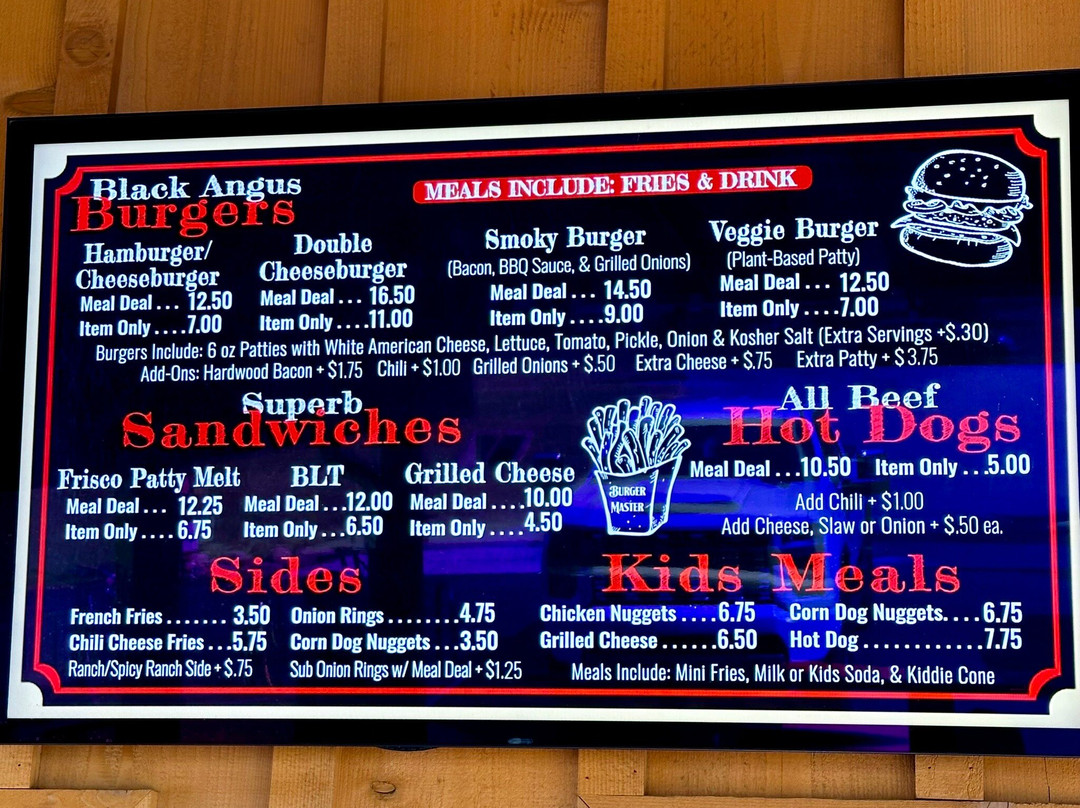 Black Angus
Burgers
MEALS INCLUDE: FRIES & DRINK
Hamburger/
Cheeseburger
Meal Deal... 12.50
Item Only....7.00
Double
Cheeseburger
Meal Deal... 16.50
Item Only....11.00
Smoky Burger
(Bacon, BBQ Sauce, & Grilled Onions)
Meal Deal... 14.50
Item Only....9.00
Veggie Burger
(Plant-Based Patty)
Meal Deal... 12.50
Item Only....7.00
Burgers Include: 6 oz Patties with White American Cheese, Lettuce, Tomato, Pickle, Onion & Kosher Salt (Extra Servings +$.30)
Add-Ons: Hardwood Bacon + $1.75 Chili + $1.00 Grilled Onions + $.50 Extra Cheese + $.75 Extra Patty + $3.75
Superb
Sandwiches
Frisco Patty Melt
Meal Deal... 12.25
Item Only....6.75
BLT
Meal Deal...12.00
Item Only...6.50
Grilled Cheese
Meal Deal....10.00
Item Only....4.50
BURGER
MASTER
All Beef
Hot Dogs
Meal Deal...10.50 Item Only...5.00
Add Chili + $1.00
Add Cheese, Slaw or Onion + $.50 ea.
Sides
French Fries....... 3.50
Chili Cheese Fries...5.75
Ranch/Spicy Ranch Side + $.75
Onion Rings.........4.75
Corn Dog Nuggets...3.50
Sub Onion Rings w/ Meal Deal + $1.25
Kids Meals
Chicken Nuggets....6.75
Grilled Cheese......6.50
Corn Dog Nuggets....6.75
Hot Dog............7.75
Meals Include: Mini Fries, Milk or Kids Soda, & Kiddie Cone